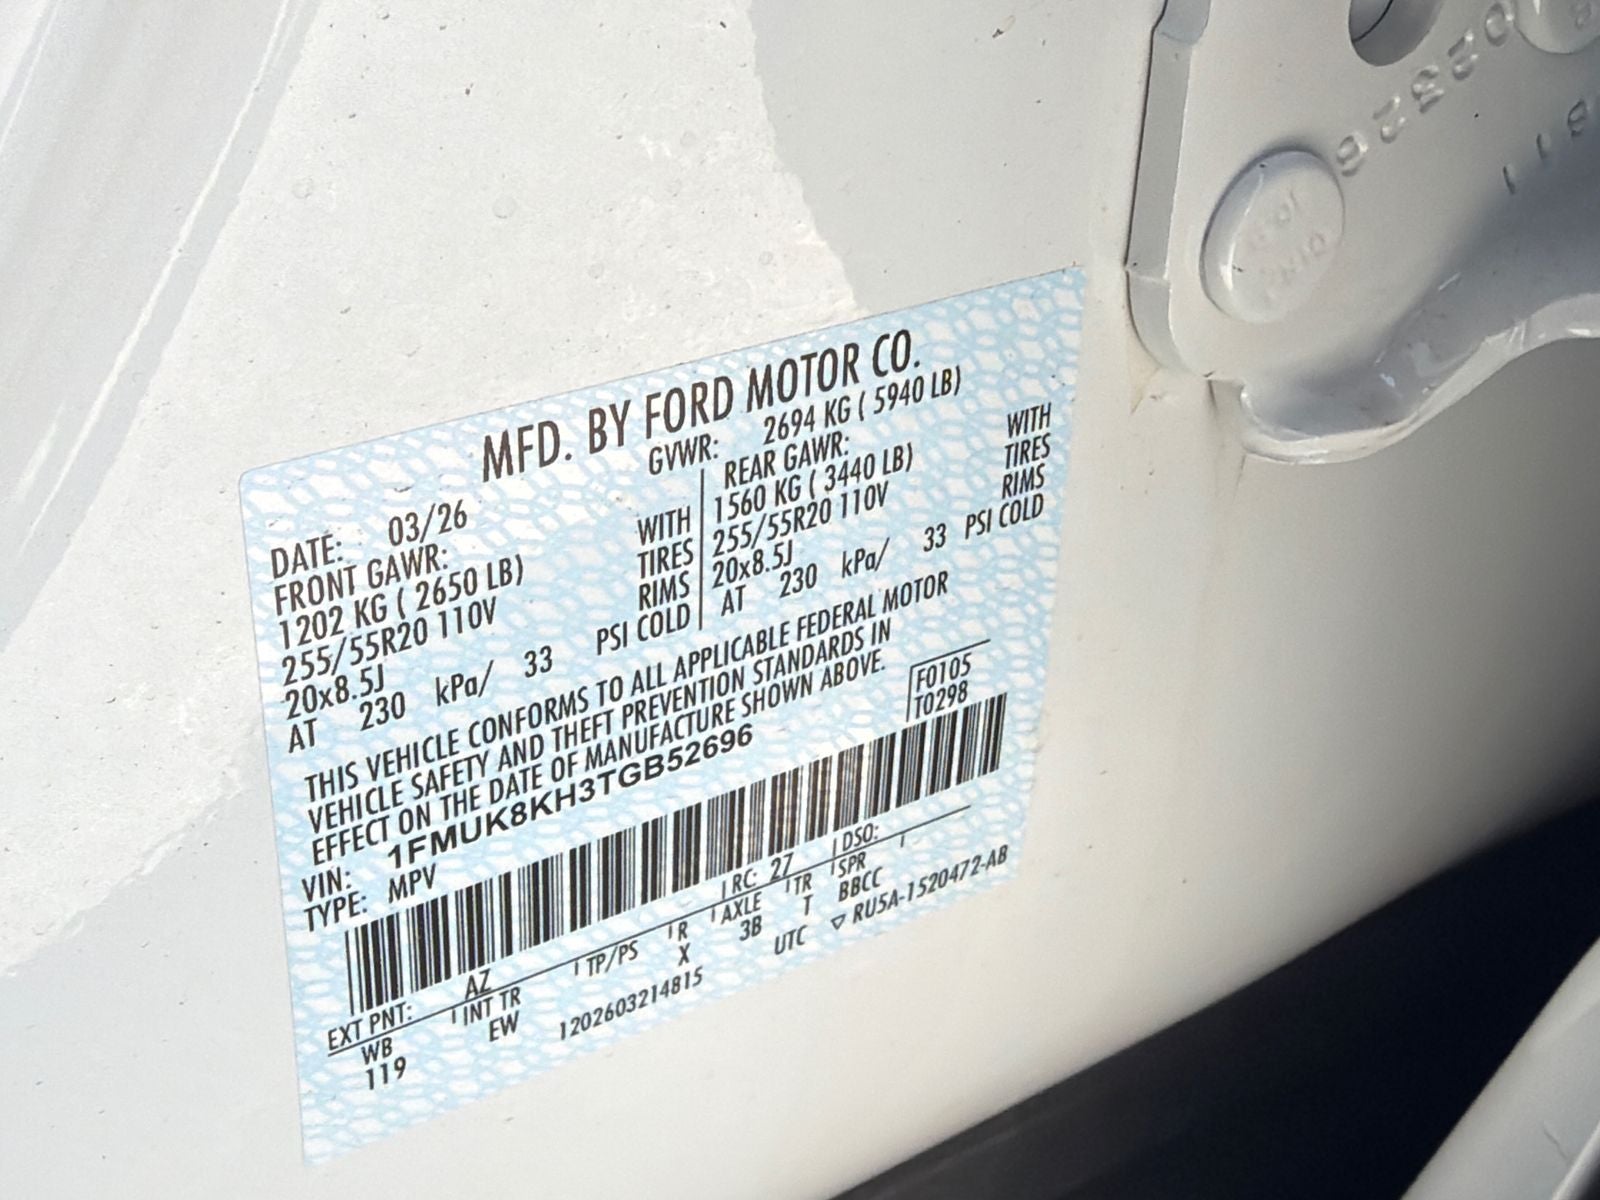 MFD. BY FORD MOTOR CO.
DATE: 03/26 GVWR: 2694 KG ( 5940 LB)
FRONT GAWR: REAR GAWR:
1202 KG ( 2650 LB) WITH 1560 KG ( 3440 LB) WITH
255/55R20 110V TIRES 255/55R20 110V TIRES
20x8.5J RIMS 20x8.5J RIMS
AT 230 kPa/ 33 PSI COLD AT 230 kPa/ 33 PSI COLD
THIS VEHICLE CONFORMS TO ALL APPLICABLE FEDERAL MOTOR
VEHICLE SAFETY AND THEFT PREVENTION STANDARDS IN
EFFECT ON THE DATE OF MANUFACTURE SHOWN ABOVE.
VIN: 1FMUK8KH3TGB52696 F0105
TYPE: MPV T0298
EXT PNT: AZ RC: 27 DSO:
WB INT TR TP/PS R AXLE TR SPR
119 EW X 3B T BBCC
1202603214815 UTC ▽ RU5A-1520472-AB